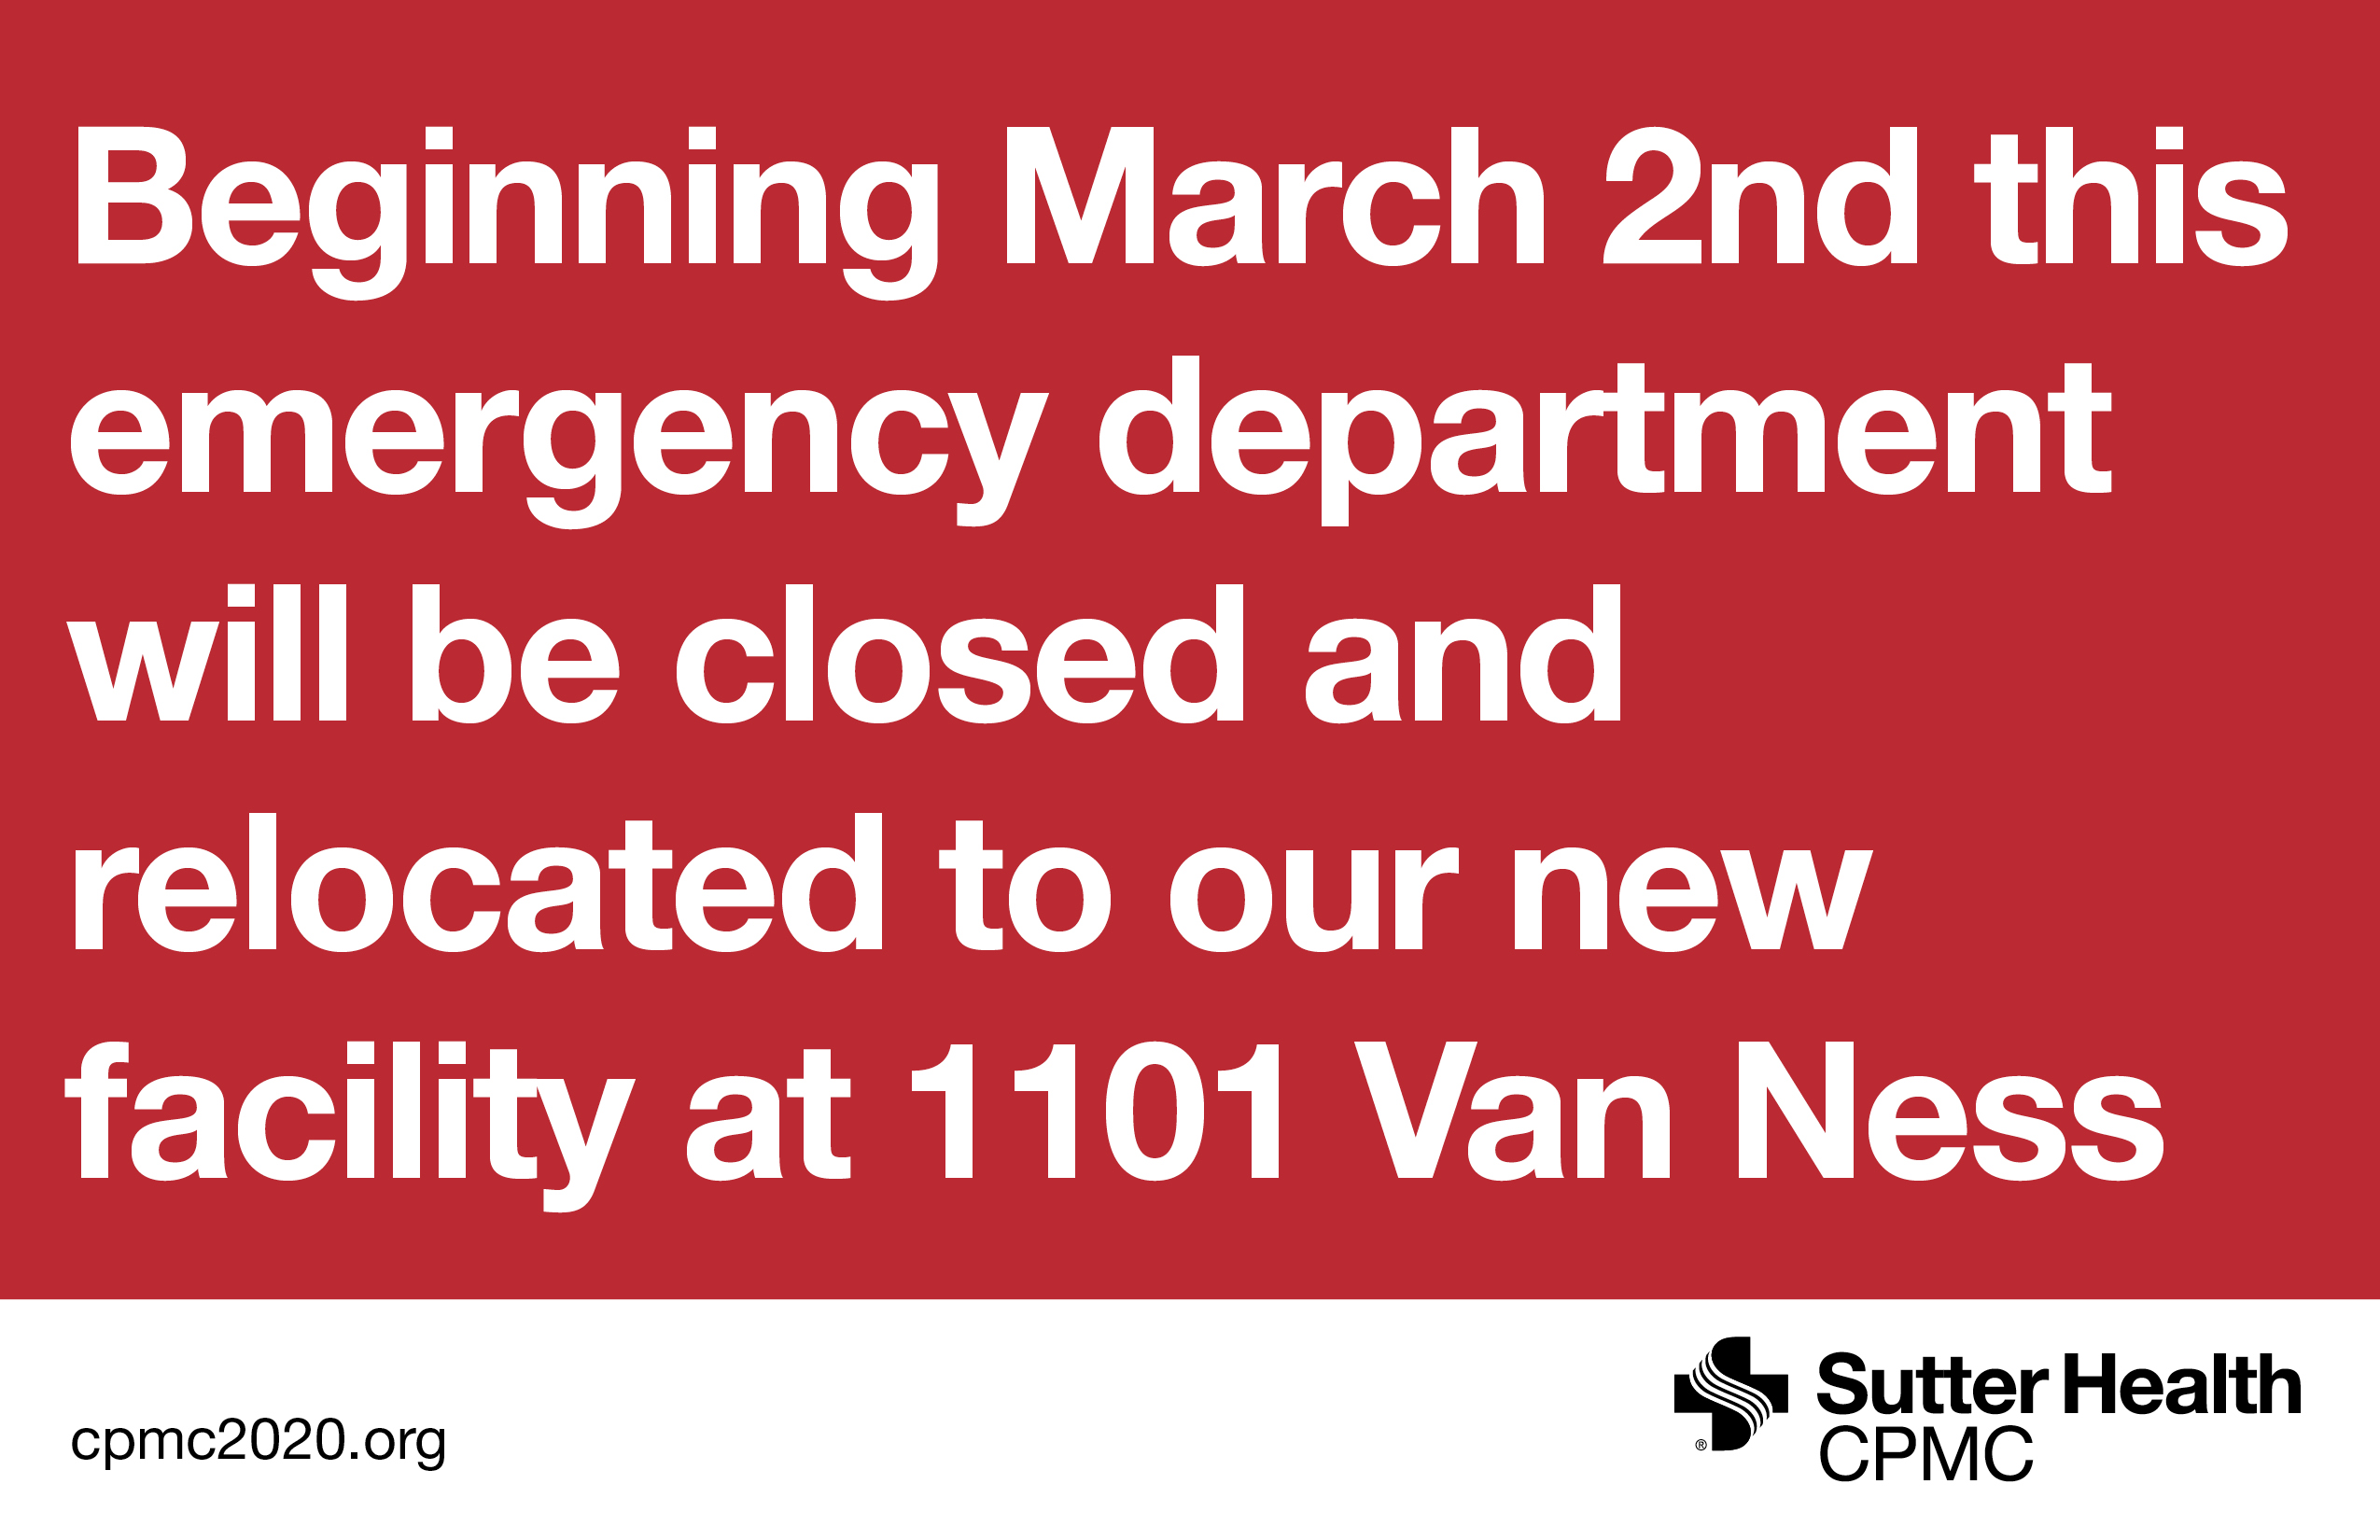 Beginning March 2nd this
emergency department
will be closed and
relocated to our new
facility at 1101 Van Ness
cpmc2020.org
Sutter Health
CPMC
®